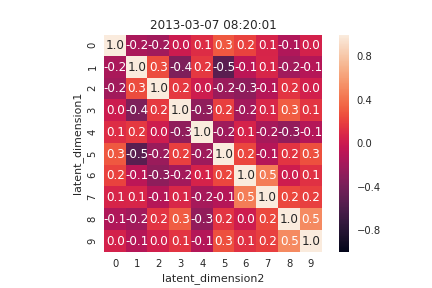 2013-03-07 08:20:01
latent_dimension1
0 1.0 -0.2 -0.2 0.0 0.1 0.3 0.2 0.1 -0.1 0.0
1 -0.2 1.0 0.3 -0.4 0.2 -0.5 -0.1 0.1 -0.2 -0.1
2 -0.2 0.3 1.0 0.2 0.0 -0.2 -0.3 -0.1 0.2 0.0
3 0.0 -0.4 0.2 1.0 -0.3 0.2 -0.2 0.1 0.3 0.1
4 0.1 0.2 0.0 -0.3 1.0 -0.2 0.1 -0.2 -0.3 -0.1
5 0.3 -0.5 -0.2 0.2 -0.2 1.0 0.2 -0.1 0.2 0.3
6 0.2 -0.1 -0.3 -0.2 0.1 0.2 1.0 0.5 0.0 0.1
7 0.1 0.1 -0.1 0.1 -0.2 -0.1 0.5 1.0 0.2 0.2
8 -0.1 -0.2 0.2 0.3 -0.3 0.2 0.0 0.2 1.0 0.5
9 0.0 -0.1 0.0 0.1 -0.1 0.3 0.1 0.2 0.5 1.0
0 1 2 3 4 5 6 7 8 9
latent_dimension2
0.8
0.4
0.0
-0.4
-0.8